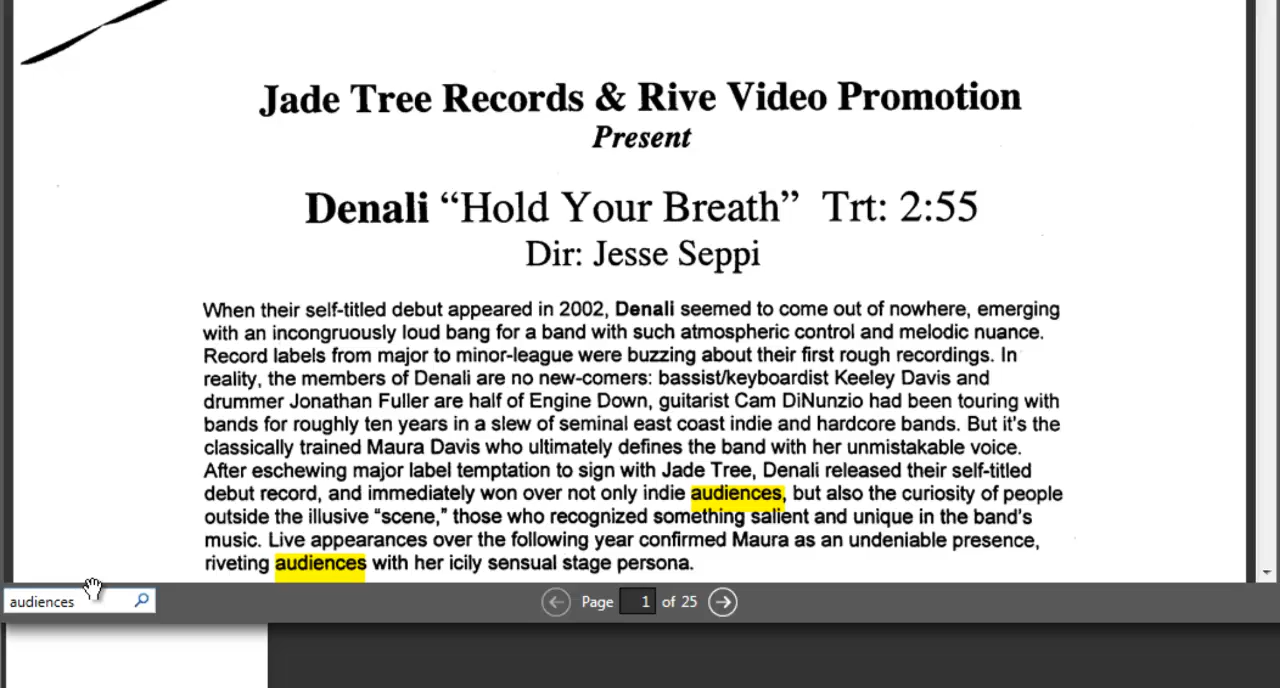 Jade Tree Records & Rive Video Promotion
Present
Denali “Hold Your Breath” Trt: 2:55
Dir: Jesse Seppi
When their self-titled debut appeared in 2002, Denali seemed to come out of nowhere, emerging
with an incongruously loud bang for a band with such atmospheric control and melodic nuance.
Record labels from major to minor-league were buzzing about their first rough recordings. In
reality, the members of Denali are no new-comers: bassist/keyboardist Keeley Davis and
drummer Jonathan Fuller are half of Engine Down, guitarist Cam DiNunzio had been touring with
bands for roughly ten years in a slew of seminal east coast indie and hardcore bands. But it's the
classically trained Maura Davis who ultimately defines the band with her unmistakable voice.
After eschewing major label temptation to sign with Jade Tree, Denali released their self-titled
debut record, and immediately won over not only indie audiences, but also the curiosity of people
outside the illusive “scene,” those who recognized something salient and unique in the band's
music. Live appearances over the following year confirmed Maura as an undeniable presence,
riveting audiences with her icily sensual stage persona.
audiences
Page 1 of 25